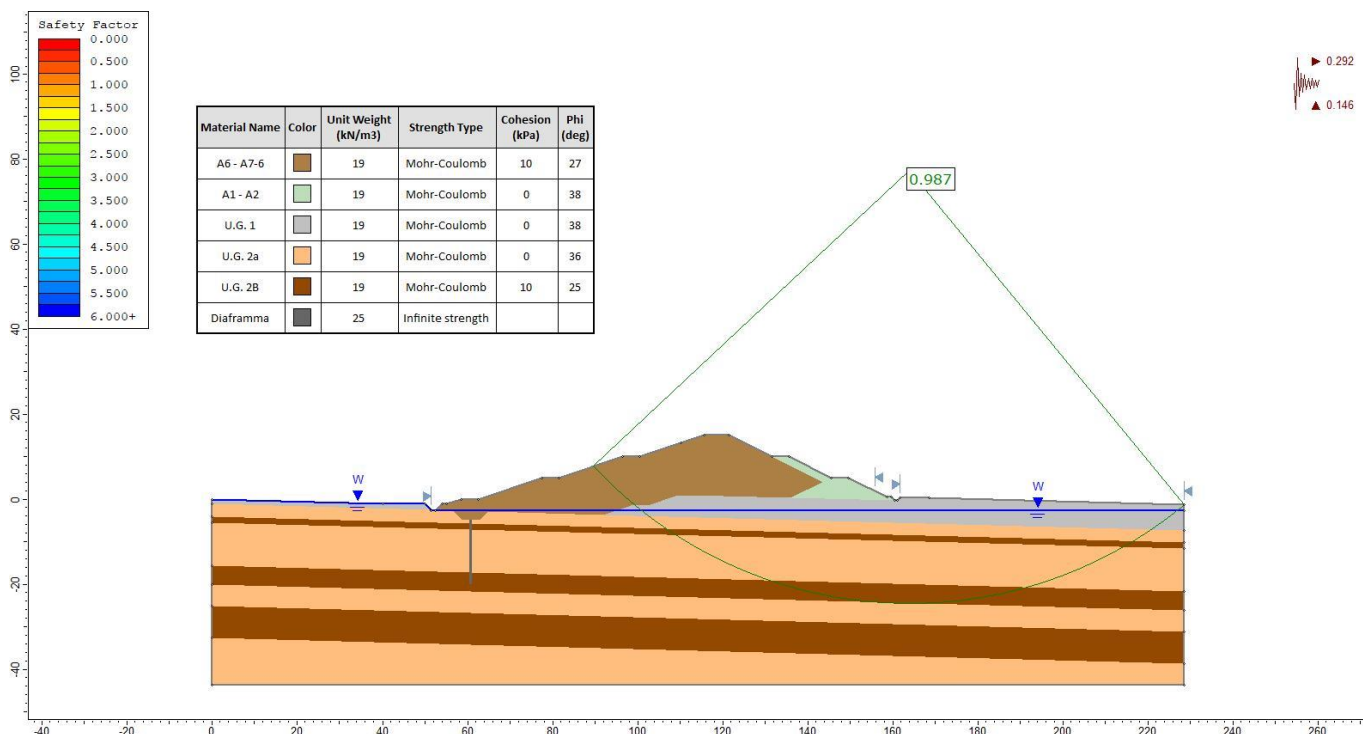 Safety Factor
0.000
0.500
1.000
1.500
2.000
2.500
3.000
3.500
4.000
4.500
5.000
5.500
6.000+
Material Name Color Unit Weight (kN/m3) Strength Type Cohesion (kPa) Phi (deg)
A6 - A7-6 19 Mohr-Coulomb 10 27
A1 - A2 19 Mohr-Coulomb 0 38
U.G. 1 19 Mohr-Coulomb 0 38
U.G. 2a 19 Mohr-Coulomb 0 36
U.G. 2B 19 Mohr-Coulomb 10 25
Diaframma 25 Infinite strength
0.292
0.146
0.987
W
W
100
80
60
40
20
0
-20
-40
-40 -20 0 20 40 60 80 100 120 140 160 180 200 220 240 260